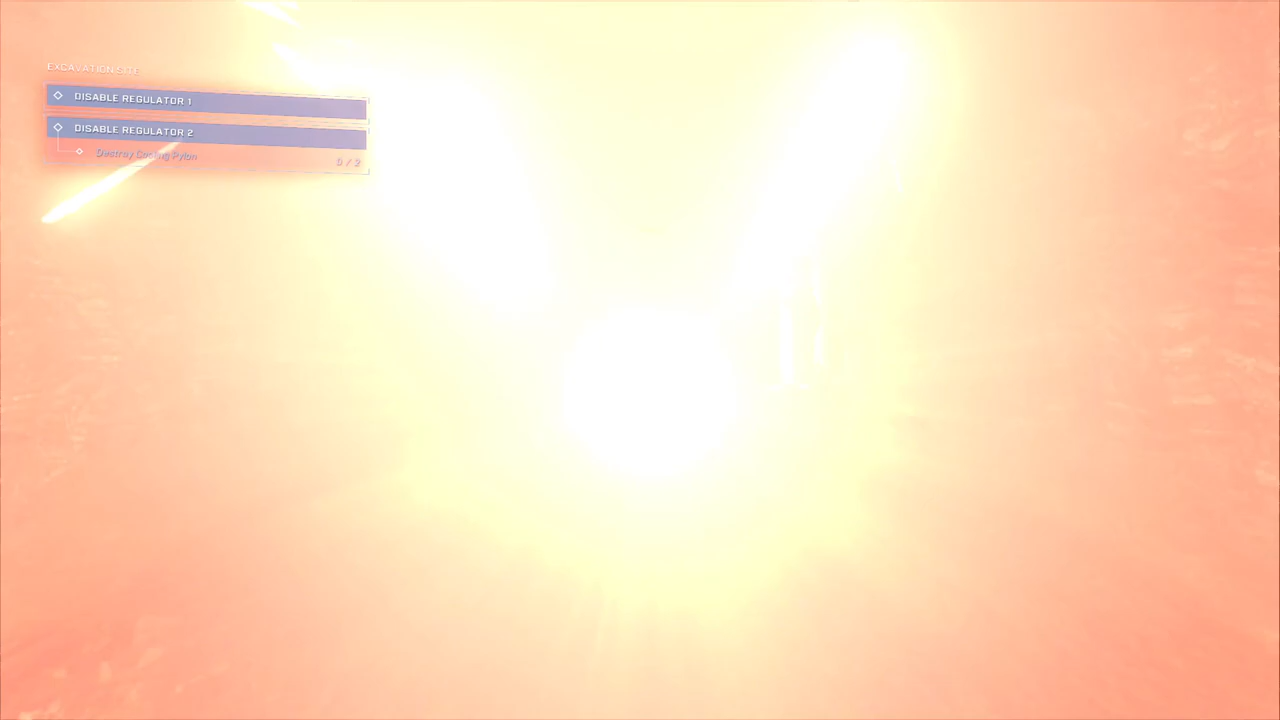 EXCAVATION SITE
DISABLE REGULATOR 1
DISABLE REGULATOR 2
Destroy Cooling Pylon 0 / 2